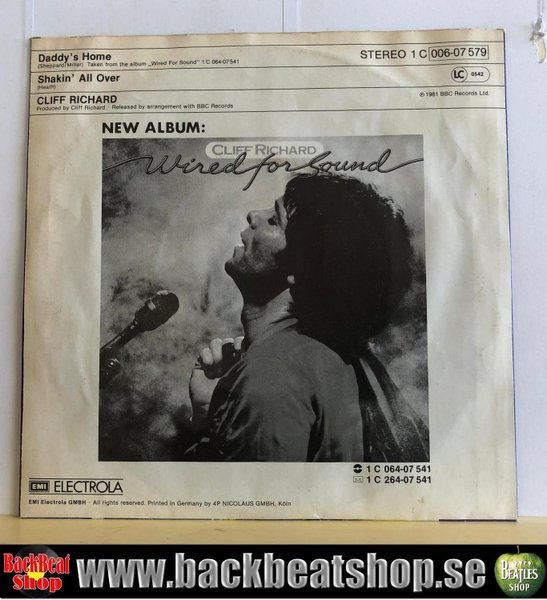 Daddy's Home
(Sheppard/Miller) Taken from the album „Wired For Sound" 1 C 064-07 541
STEREO 1 C 006-07 579
Shakin' All Over
(Heath)
LC 0542
CLIFF RICHARD
Produced by Cliff Richard · Released by arrangement with BBC Records
℗ 1981 BBC Records Ltd.
NEW ALBUM:
CLIFF RICHARD
Wired for Sound
1 C 064-07 541
1 C 264-07 541
EMI ELECTROLA
EMI Electrola GMBH · All rights reserved. Printed in Germany by 4P NICOLAUS GMBH, Köln
BackBeat
Shop
www.backbeatshop.se
BEATLES
SHOP